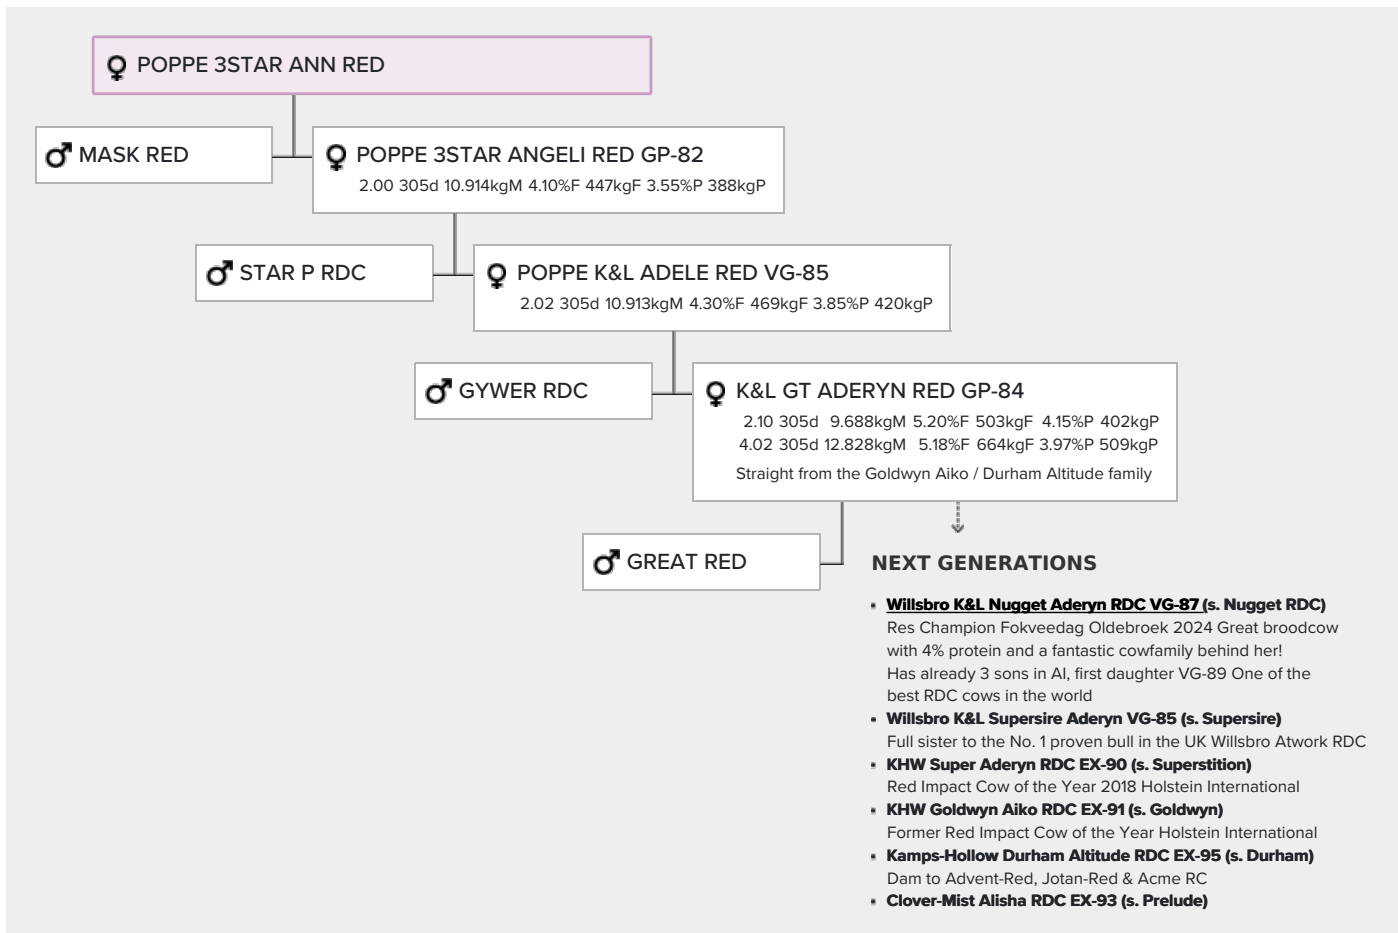 POPPE 3STAR ANN RED
MASK RED
POPPE 3STAR ANGELI RED GP-82
2.00 305d 10.914kgM 4.10%F 447kgF 3.55%P 388kgP
STAR P RDC
POPPE K&L ADELE RED VG-85
2.02 305d 10.913kgM 4.30%F 469kgF 3.85%P 420kgP
GYWER RDC
K&L GT ADERYN RED GP-84
2.10 305d 9.688kgM 5.20%F 503kgF 4.15%P 402kgP
4.02 305d 12.828kgM 5.18%F 664kgF 3.97%P 509kgP
Straight from the Goldwyn Aiko / Durham Altitude family
GREAT RED
NEXT GENERATIONS
Willsbro K&L Nugget Aderyn RDC VG-87 (s. Nugget RDC)
Res Champion Fokveedag Oldebroek 2024 Great broodcow
with 4% protein and a fantastic cowfamily behind her!
Has already 3 sons in AI, first daughter VG-89 One of the
best RDC cows in the world
Willsbro K&L Supersire Aderyn VG-85 (s. Supersire)
Full sister to the No. 1 proven bull in the UK Willsbro Atwork RDC
KHW Super Aderyn RDC EX-90 (s. Superstition)
Red Impact Cow of the Year 2018 Holstein International
KHW Goldwyn Aiko RDC EX-91 (s. Goldwyn)
Former Red Impact Cow of the Year Holstein International
Kamps-Hollow Durham Altitude RDC EX-95 (s. Durham)
Dam to Advent-Red, Jotan-Red & Acme RC
Clover-Mist Alisha RDC EX-93 (s. Prelude)